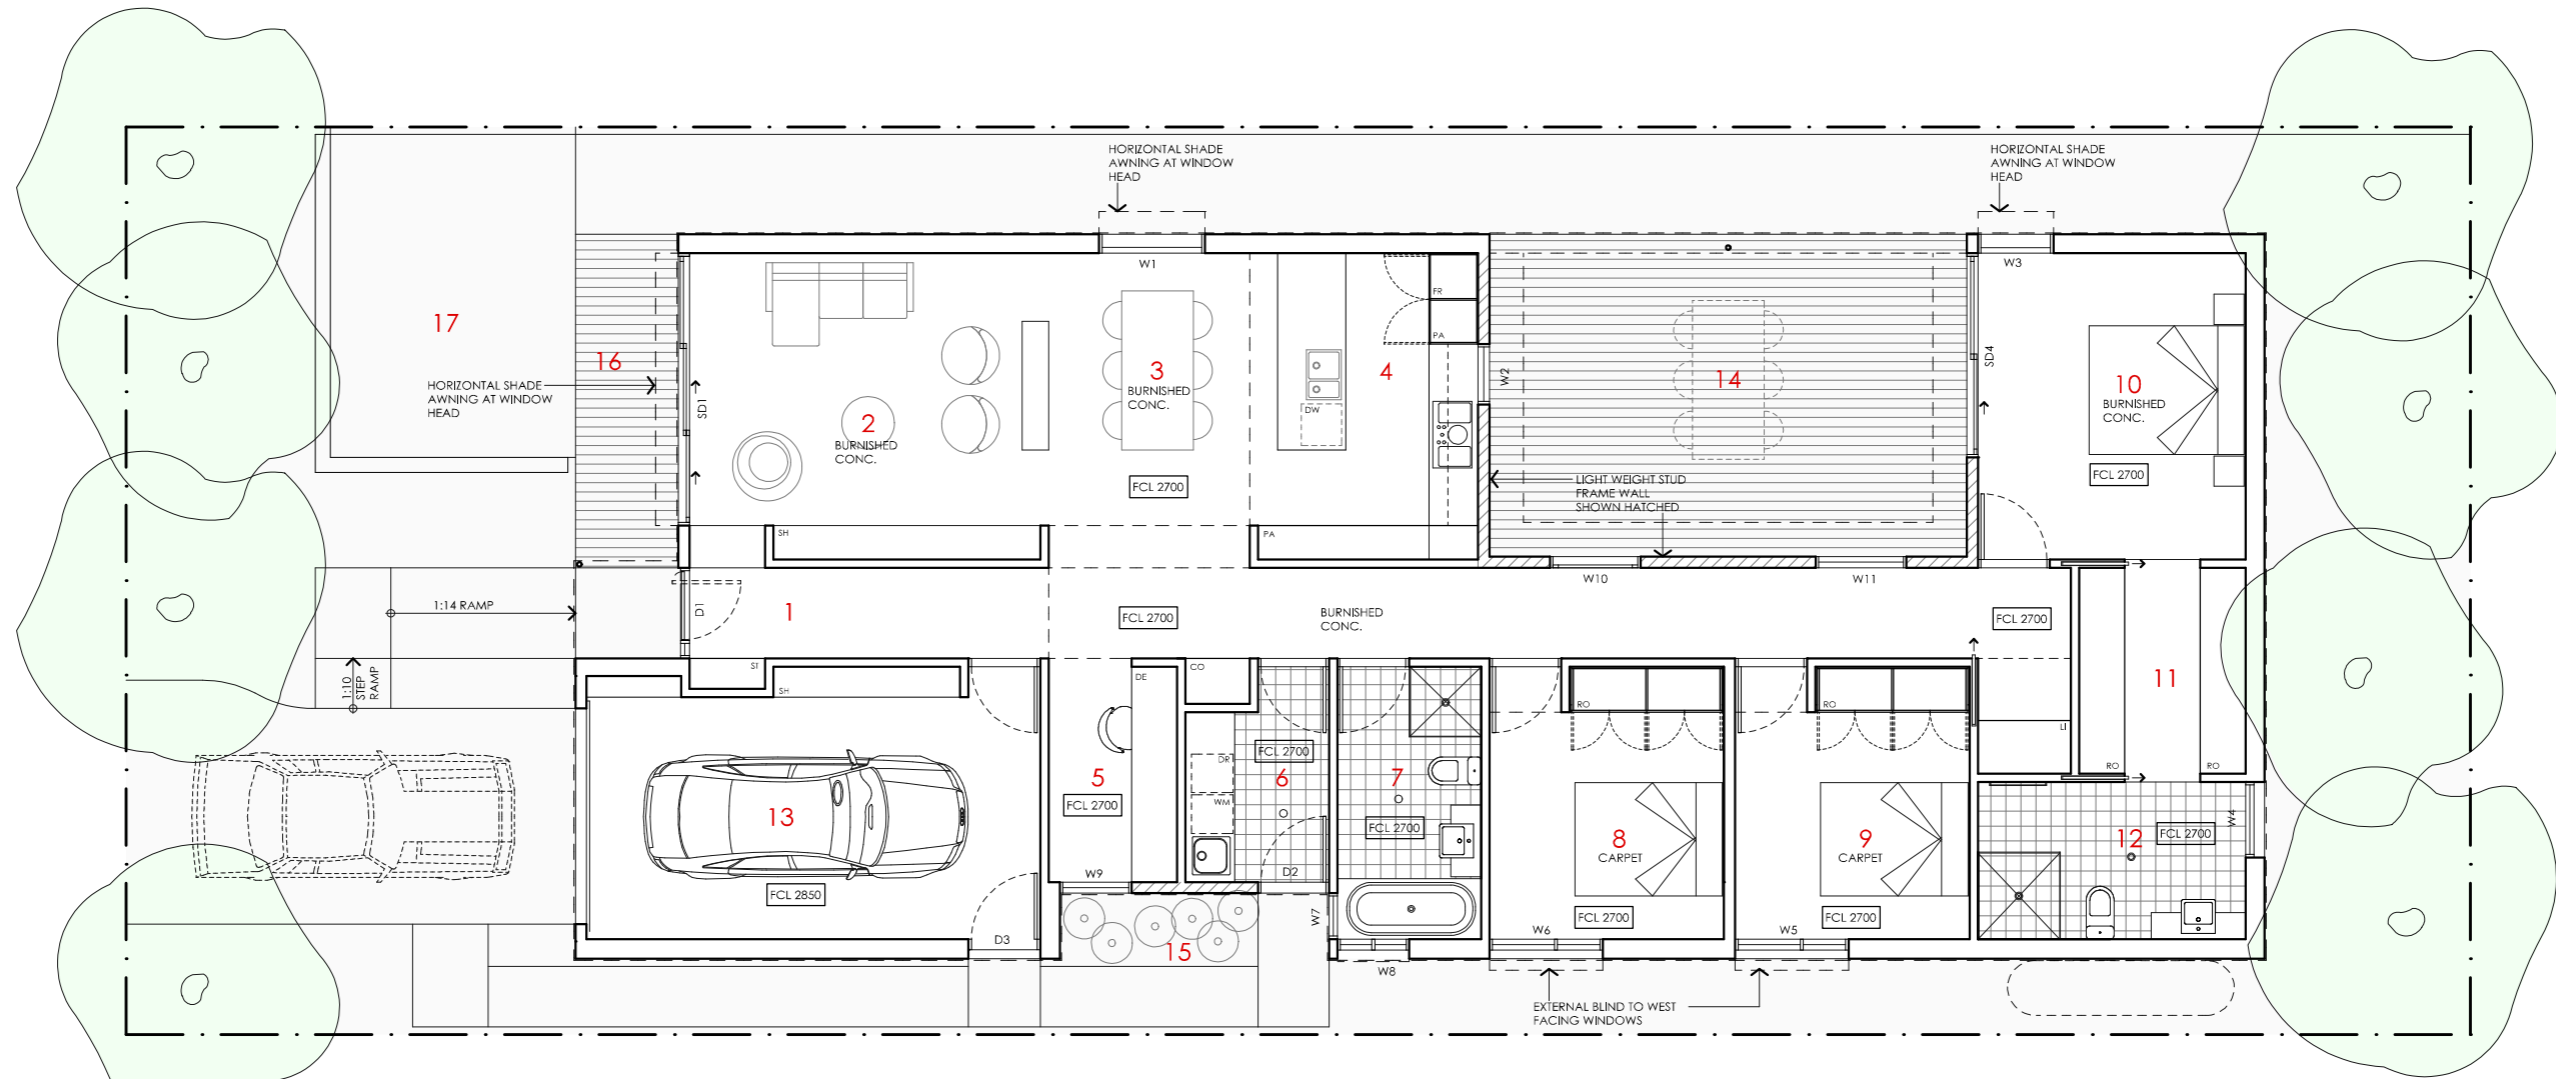 HORIZONTAL SHADE
AWNING AT WINDOW
HEAD
HORIZONTAL SHADE
AWNING AT WINDOW
HEAD
W1
W3
17
16
HORIZONTAL SHADE
AWNING AT WINDOW
HEAD
SD1
2
BURNISHED
CONC.
3
BURNISHED
CONC.
FCL 2700
4
FR
PA
DW
W2
14
SD4
10
BURNISHED
CONC.
FCL 2700
LIGHT WEIGHT STUD
FRAME WALL
SHOWN HATCHED
SH
PA
W10
W11
1:14 RAMP
D1
1
FCL 2700
BURNISHED
CONC.
FCL 2700
1:10
STEP
RAMP
ST
SH
DE
CO
RO
RO
LI
11
RO
RO
13
FCL 2850
D3
5
FCL 2700
W9
DR
WM
FCL 2700
6
D2
7
FCL 2700
W7
W8
8
CARPET
FCL 2700
W6
9
CARPET
FCL 2700
W5
12
FCL 2700
W4
15
EXTERNAL BLIND TO WEST
FACING WINDOWS